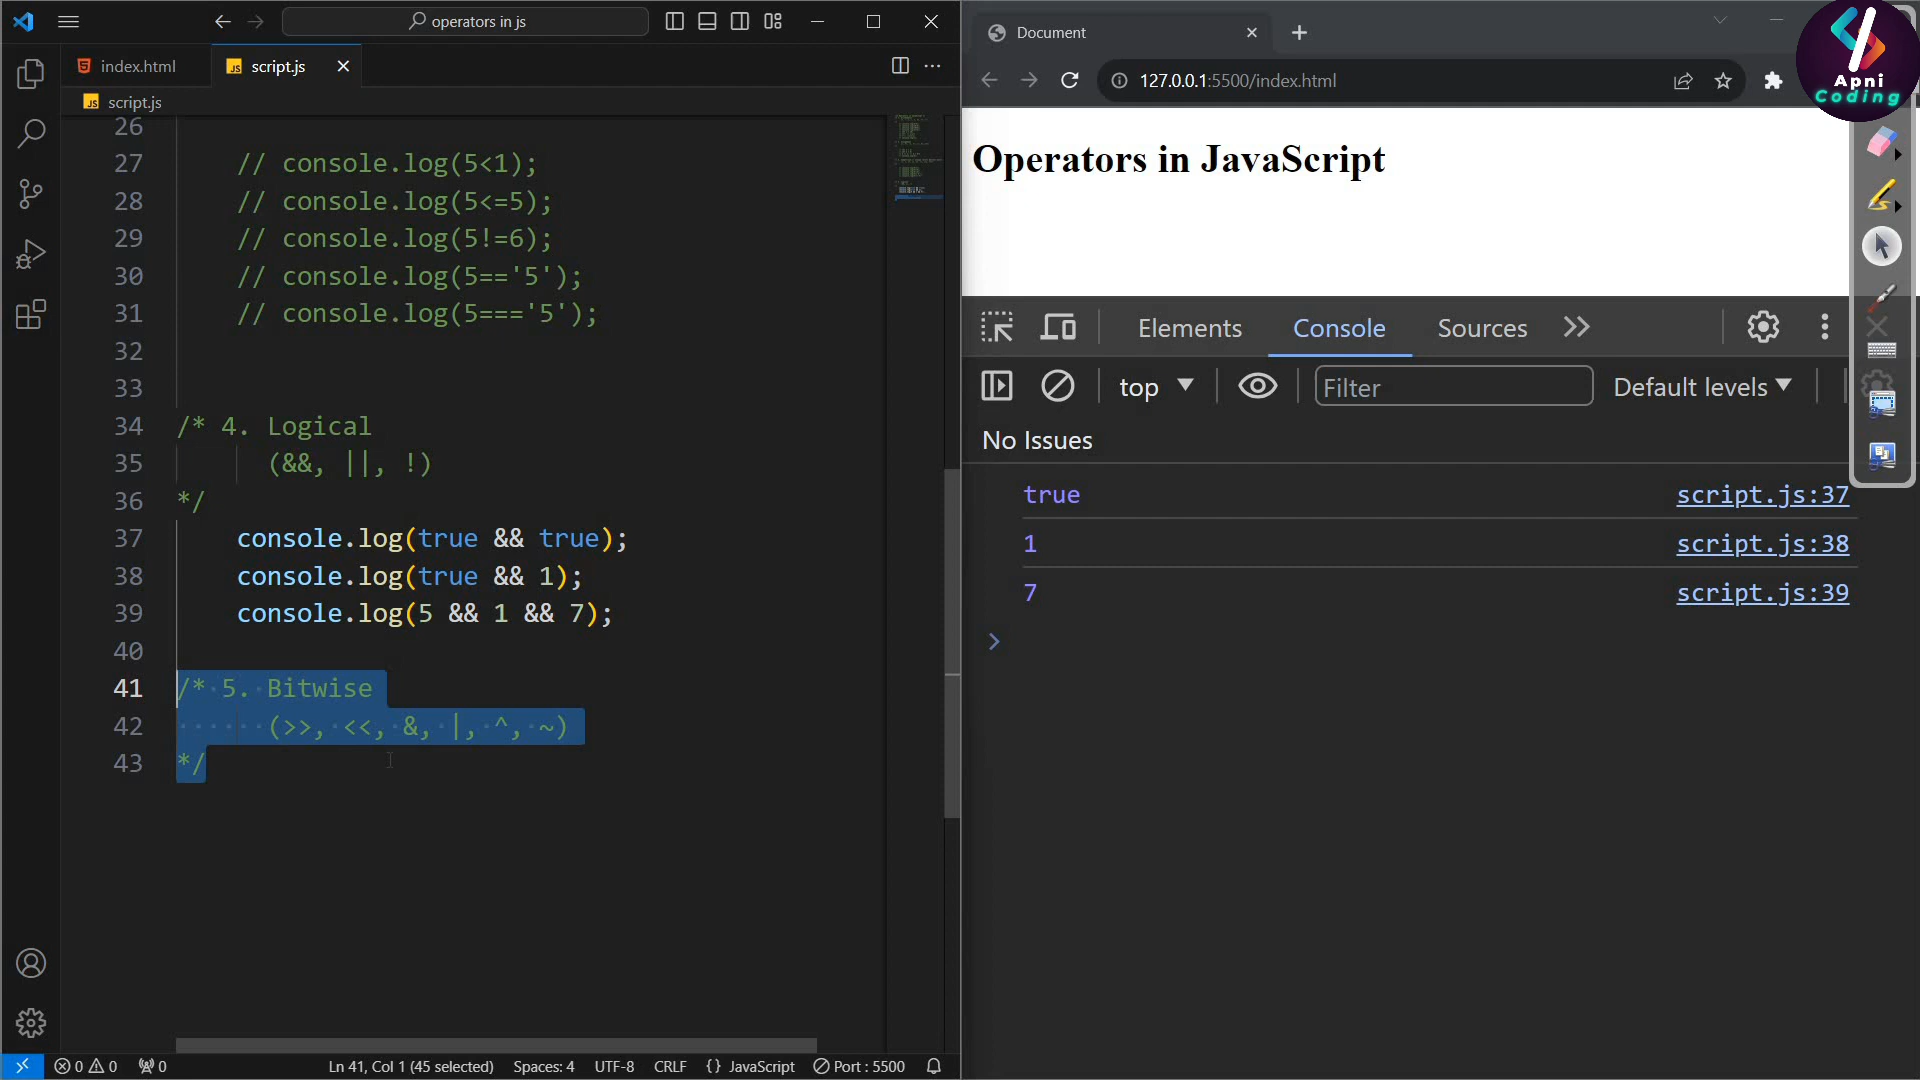 operators in js
index.html
script.js
script.js
26
27 // console.log(5<1);
28 // console.log(5<=5);
29 // console.log(5!=6);
30 // console.log(5=='5');
31 // console.log(5==='5');
32
33
34 /* 4. Logical
35 (&&, ||, !)
36 */
37 console.log(true && true);
38 console.log(true && 1);
39 console.log(5 && 1 && 7);
40
41 /* 5. Bitwise
42 (>>, <<, &, |, ^, ~)
43 */
0 0 0 Ln 41, Col 1 (45 selected) Spaces: 4 UTF-8 CRLF {} JavaScript Port : 5500
Document
127.0.0.1:5500/index.html
Apni
Coding
Operators in JavaScript
Elements Console Sources
top Filter Default levels
No Issues
true script.js:37
1 script.js:38
7 script.js:39